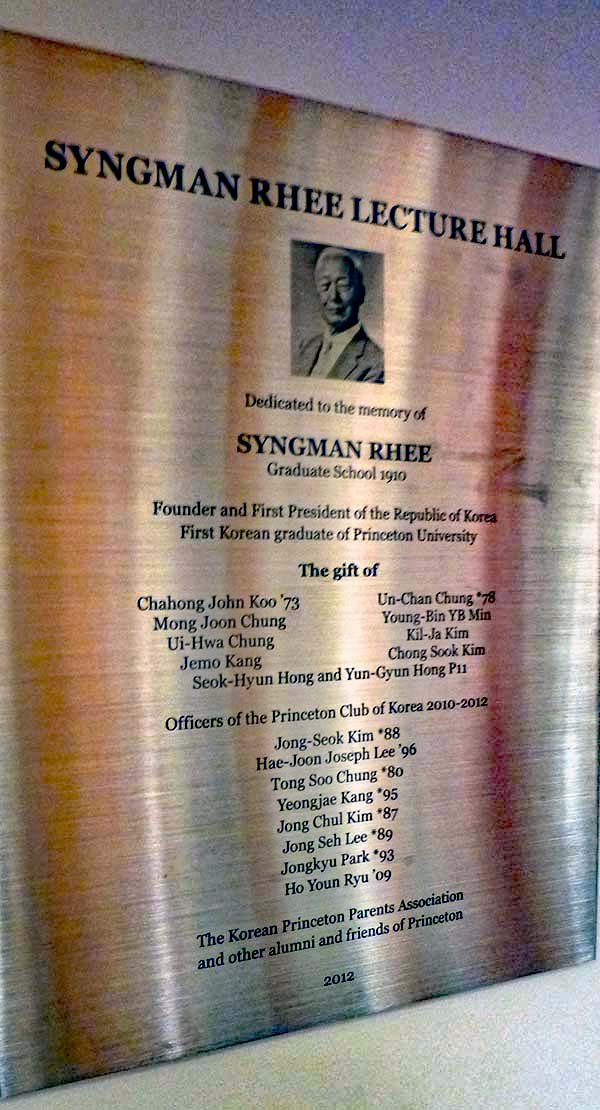 SYNGMAN RHEE LECTURE HALL
Dedicated to the memory of
SYNGMAN RHEE
Graduate School 1910
Founder and First President of the Republic of Korea
First Korean graduate of Princeton University
The gift of
Chahong John Koo '73
Mong Joon Chung
Ui-Hwa Chung
Jemo Kang
Un-Chan Chung *78
Young-Bin YB Min
Kil-Ja Kim
Chong Sook Kim
Seok-Hyun Hong and Yun-Gyun Hong P11
Officers of the Princeton Club of Korea 2010-2012
Jong-Seok Kim *88
Hae-Joon Joseph Lee '96
Tong Soo Chung *80
Yeongjae Kang *95
Jong Chul Kim *87
Jong Seh Lee *89
Jongkyu Park *93
Ho Youn Ryu '09
The Korean Princeton Parents Association
and other alumni and friends of Princeton
2012